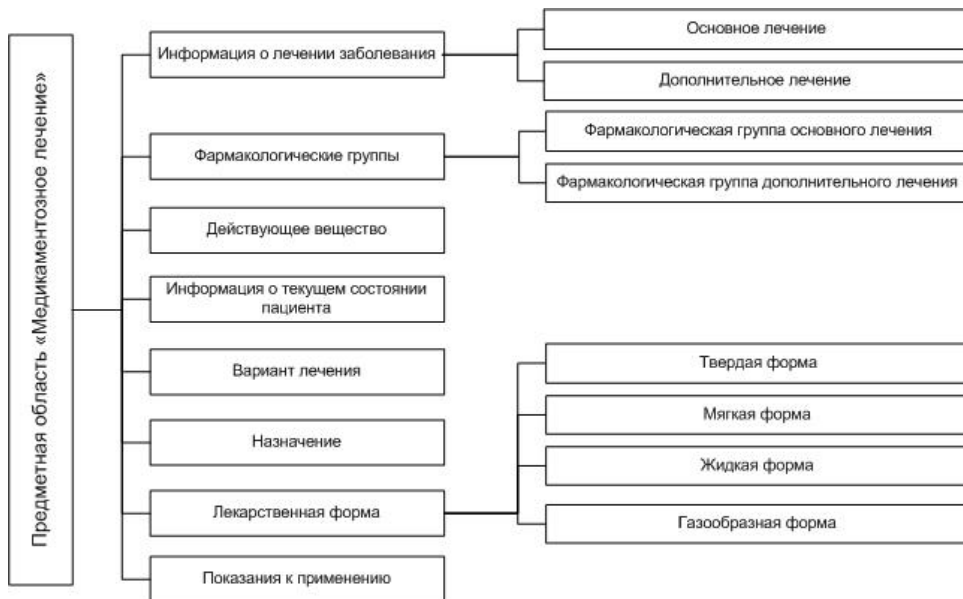 Предметная область «Медикаментозное лечение»
Информация о лечении заболевания
Основное лечение
Дополнительное лечение
Фармакологические группы
Фармакологическая группа основного лечения
Фармакологическая группа дополнительного лечения
Действующее вещество
Информация о текущем состоянии
пациента
Вариант лечения
Назначение
Лекарственная форма
Твердая форма
Мягкая форма
Жидкая форма
Газообразная форма
Показания к применению